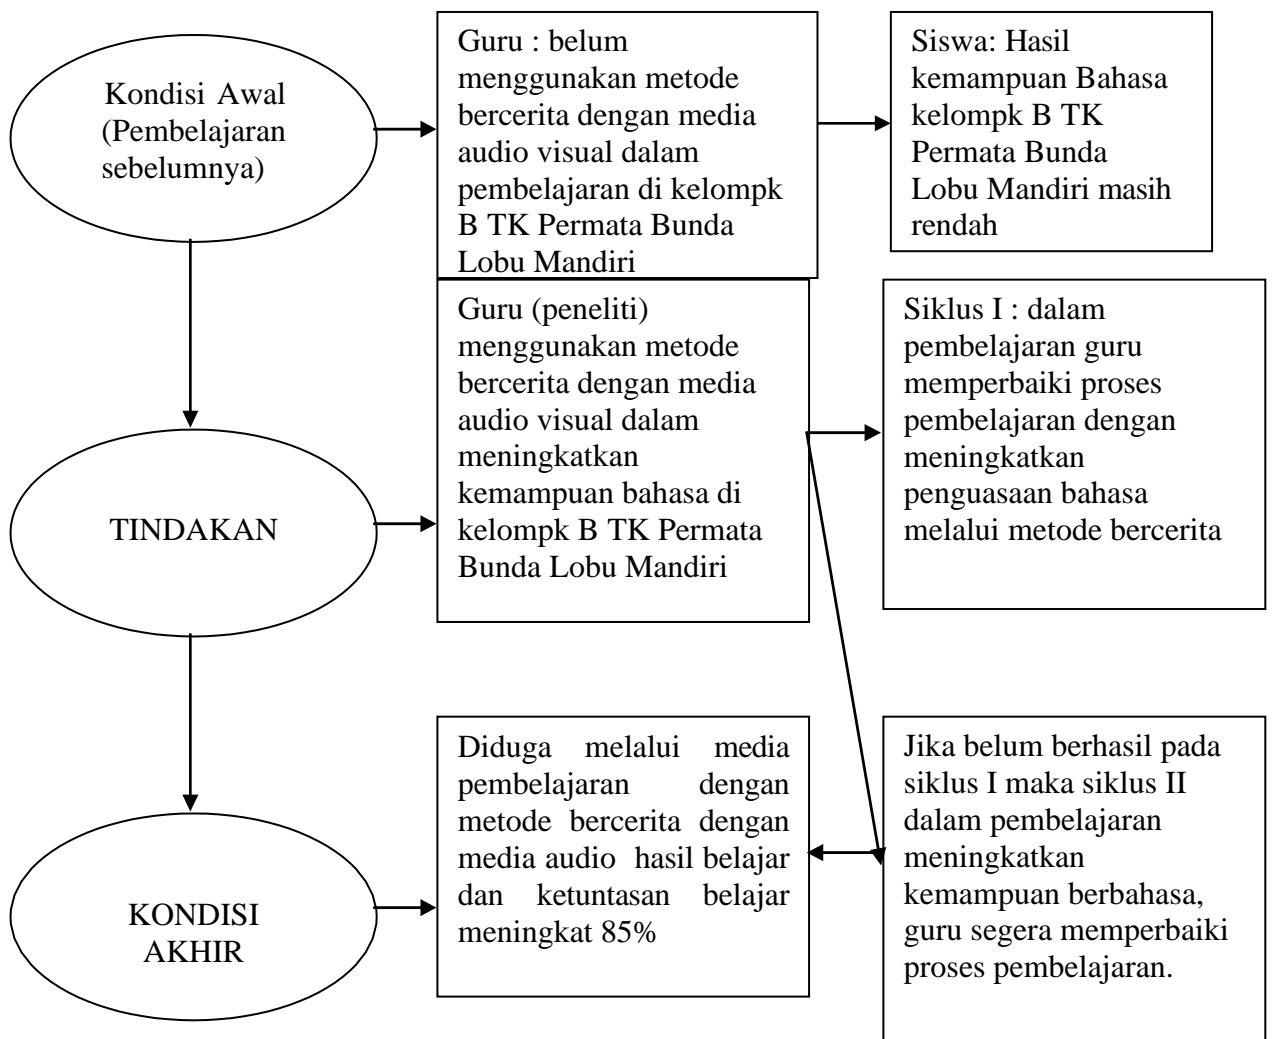 Kondisi Awal
(Pembelajaran
sebelumnya)
Guru : belum
menggunakan metode
bercerita dengan media
audio visual dalam
pembelajaran di kelompk
B TK Permata Bunda
Lobu Mandiri
Siswa: Hasil
kemampuan Bahasa
kelompk B TK
Permata Bunda
Lobu Mandiri masih
rendah
TINDAKAN
Guru (peneliti)
menggunakan metode
bercerita dengan media
audio visual dalam
meningkatkan
kemampuan bahasa di
kelompk B TK Permata
Bunda Lobu Mandiri
Siklus I : dalam
pembelajaran guru
memperbaiki proses
pembelajaran dengan
meningkatkan
penguasaan bahasa
melalui metode bercerita
KONDISI
AKHIR
Diduga melalui media
pembelajaran dengan
metode bercerita dengan
media audio hasil belajar
dan ketuntasan belajar
meningkat 85%
Jika belum berhasil pada
siklus I maka siklus II
dalam pembelajaran
meningkatkan
kemampuan berbahasa,
guru segera memperbaiki
proses pembelajaran.